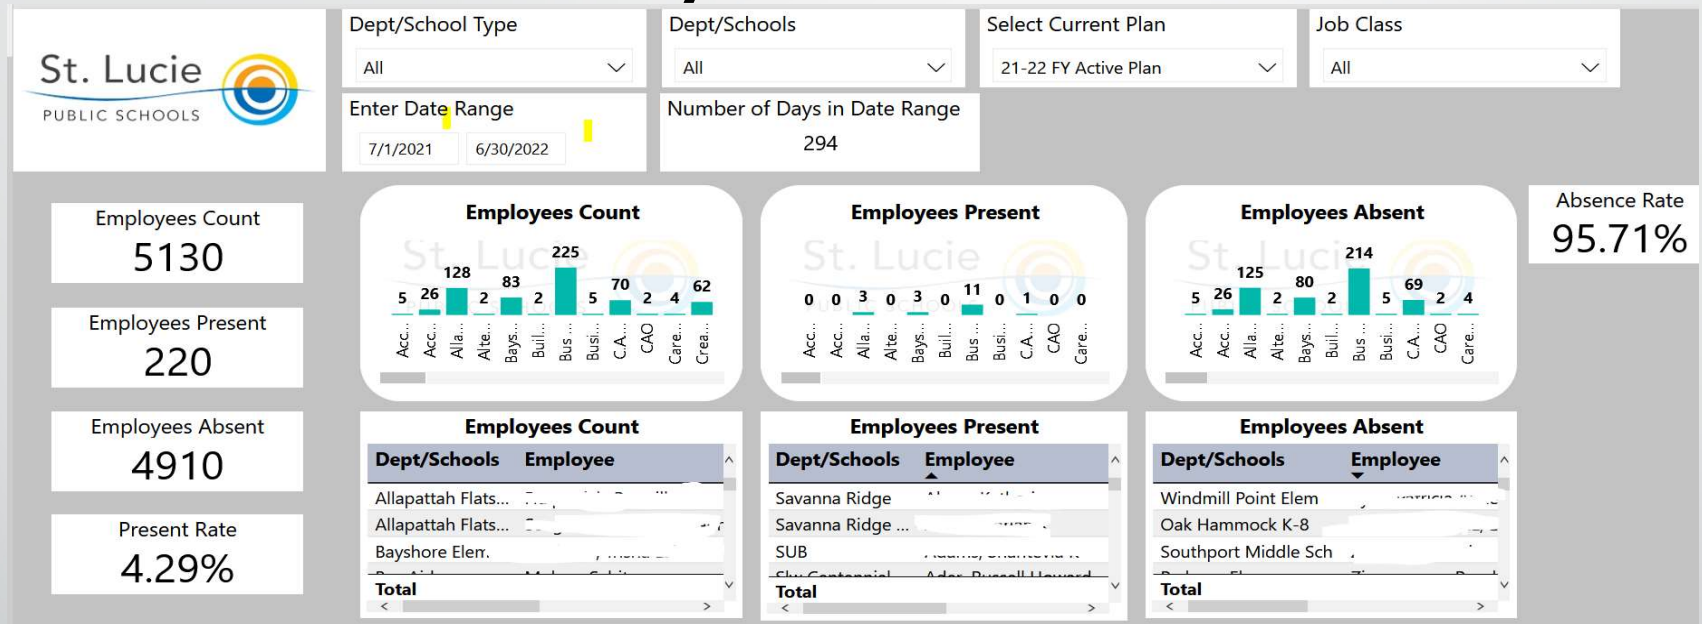 St. Lucie
PUBLIC SCHOOLS
Dept/School Type
All
Dept/Schools
All
Select Current Plan
21-22 FY Active Plan
Job Class
All
Enter Date Range
7/1/2021 6/30/2022
Number of Days in Date Range
294
Employees Count
5130
Employees Present
220
Employees Absent
4910
Present Rate
4.29%
Employees Count
St. Lucie
5 26 128 2 83 2 225 5 70 2 4 62
Acc... Acc... Alla... Alte... Bays... Buil... Bus ... Busi... C.A... CAO Care... Crea...
Employees Present
St. Lucie
0 0 3 0 3 0 11 0 1 0 0
Acc... Acc... Alla... Alte... Bays... Buil... Bus ... Busi... C.A... CAO Care...
Employees Absent
St. Lucie
5 26 125 2 80 2 214 5 69 2 4
Acc... Acc... Alla... Alte... Bays... Buil... Bus ... Busi... C.A... CAO Care...
Absence Rate
95.71%
Employees Count
Dept/Schools Employee
Allapattah Flats...
Allapattah Flats...
Bayshore Elem.
Total
Employees Present
Dept/Schools Employee
Savanna Ridge
Savanna Ridge ...
SUB
Total
Employees Absent
Dept/Schools Employee
Windmill Point Elem
Oak Hammock K-8
Southport Middle Sch
Total